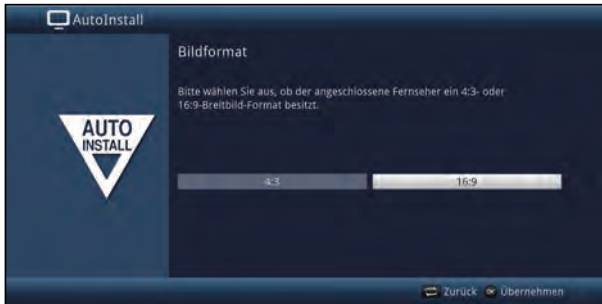 AutoInstall
Bildformat
Bitte wählen Sie aus, ob der angeschlossene Fernseher ein 4:3- oder
16:9-Breitbild-Format besitzt.
AUTO
INSTALL
4:3
16:9
Zurück OK Übernehmen